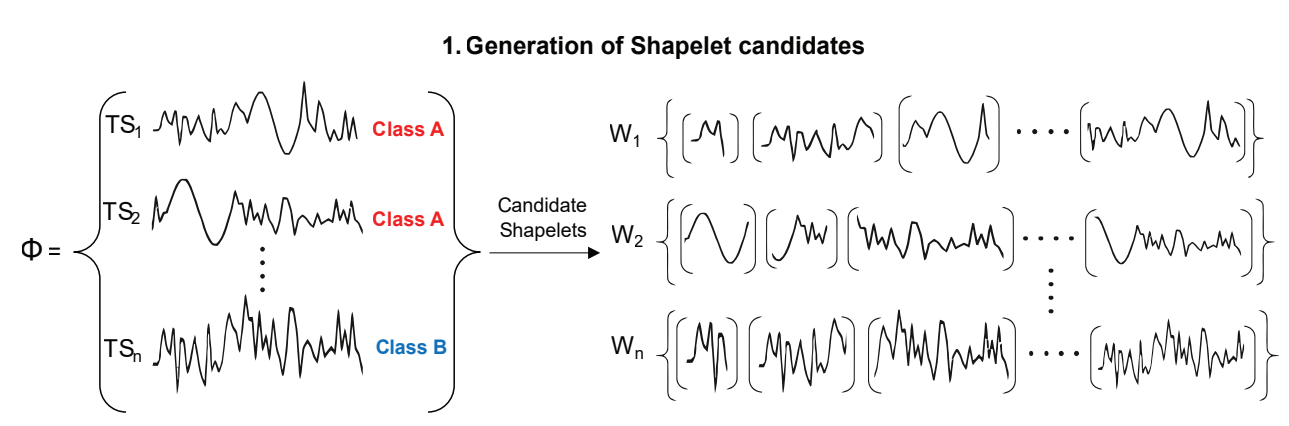 1. Generation of Shapelet candidates
Φ =
TS1 Class A
TS2 Class A
TSn Class B
Candidate
Shapelets
W1
W2
Wn